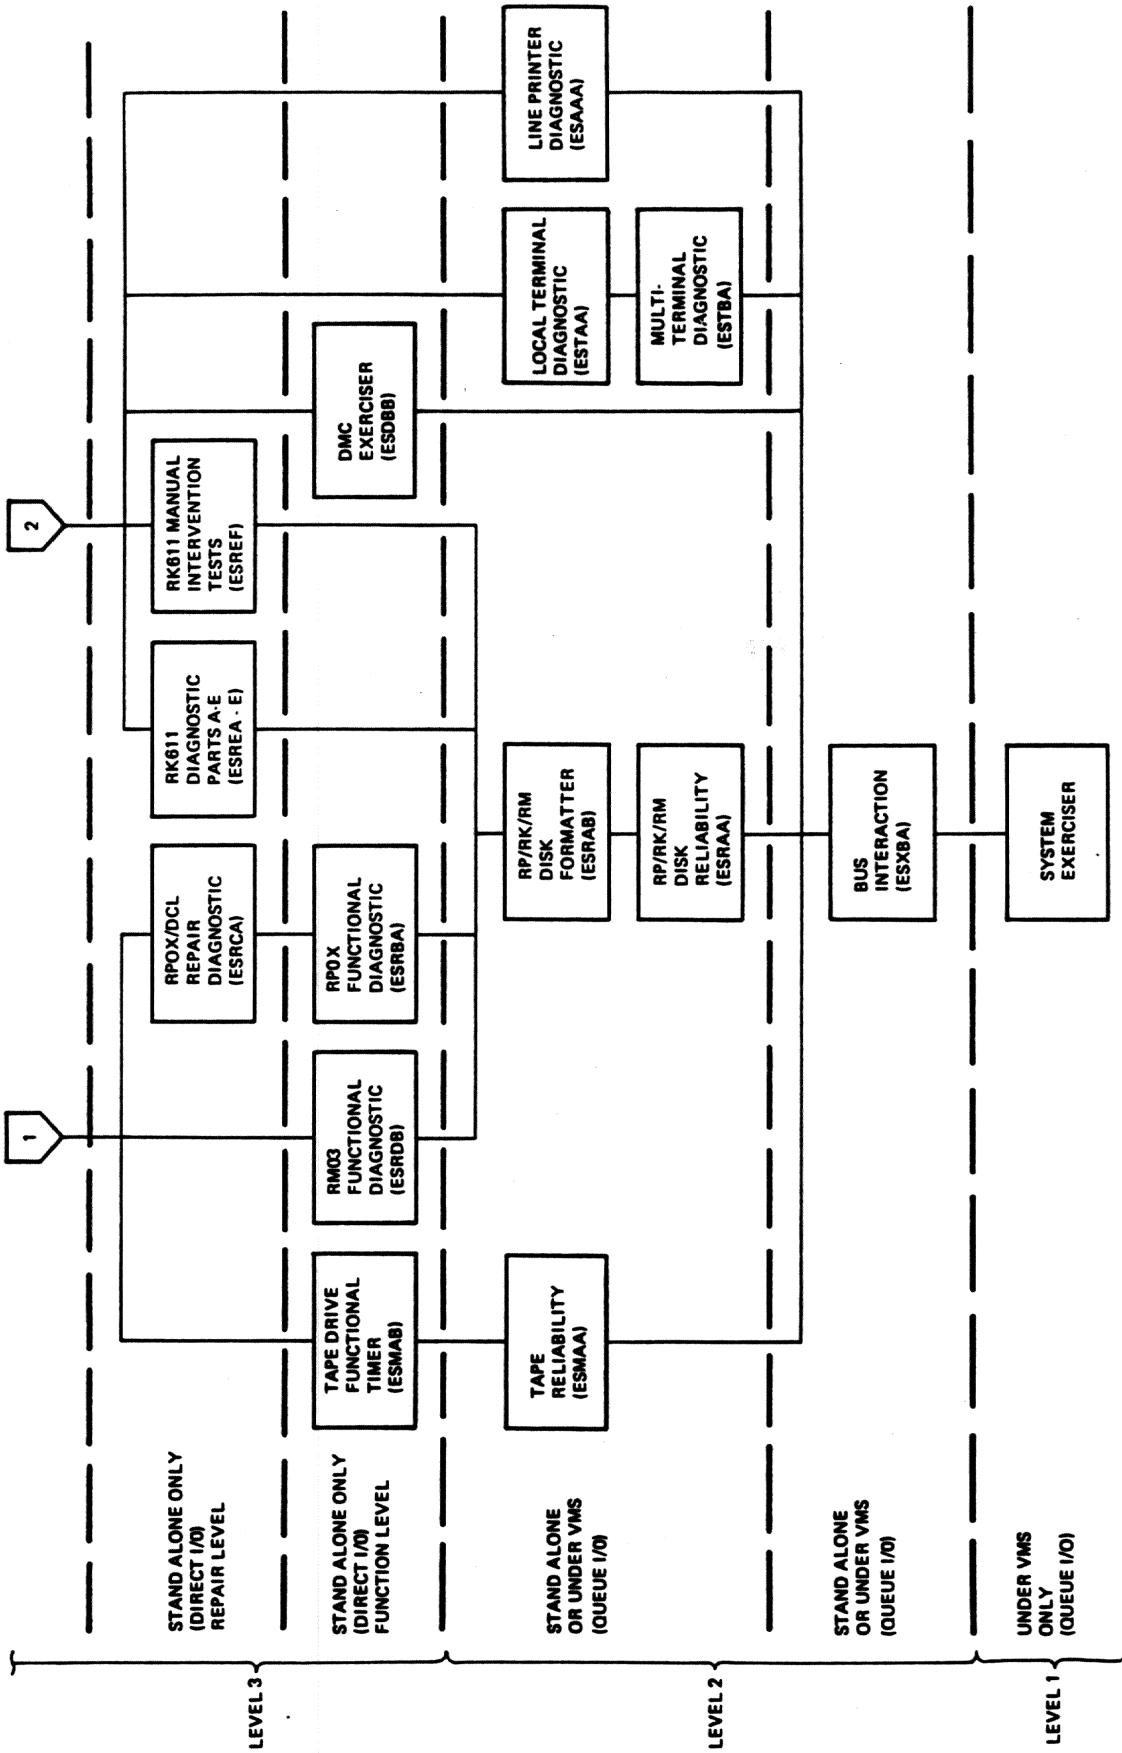 1
2
LEVEL 3
STAND ALONE ONLY
(DIRECT I/O)
REPAIR LEVEL
RPOX/DCL
REPAIR
DIAGNOSTIC
(ESRCA)
RK611
DIAGNOSTIC
PARTS A-E
(ESREA - E)
RK611 MANUAL
INTERVENTION
TESTS
(ESREF)
STAND ALONE ONLY
(DIRECT I/O)
FUNCTION LEVEL
TAPE DRIVE
FUNCTIONAL
TIMER
(ESMAB)
RM03
FUNCTIONAL
DIAGNOSTIC
(ESRDB)
RP0X
FUNCTIONAL
DIAGNOSTIC
(ESRBA)
DMC
EXERCISER
(ESDBB)
LEVEL 2
STAND ALONE
OR UNDER VMS
(QUEUE I/O)
TAPE
RELIABILITY
(ESMAA)
RP/RK/RM
DISK
FORMATTER
(ESRAB)
LOCAL TERMINAL
DIAGNOSTIC
(ESTAA)
LINE PRINTER
DIAGNOSTIC
(ESAAA)
RP/RK/RM
DISK
RELIABILITY
(ESRAA)
MULTI-
TERMINAL
DIAGNOSTIC
(ESTBA)
STAND ALONE
OR UNDER VMS
(QUEUE I/O)
BUS
INTERACTION
(ESXBA)
LEVEL 1
UNDER VMS
ONLY
(QUEUE I/O)
SYSTEM
EXERCISER